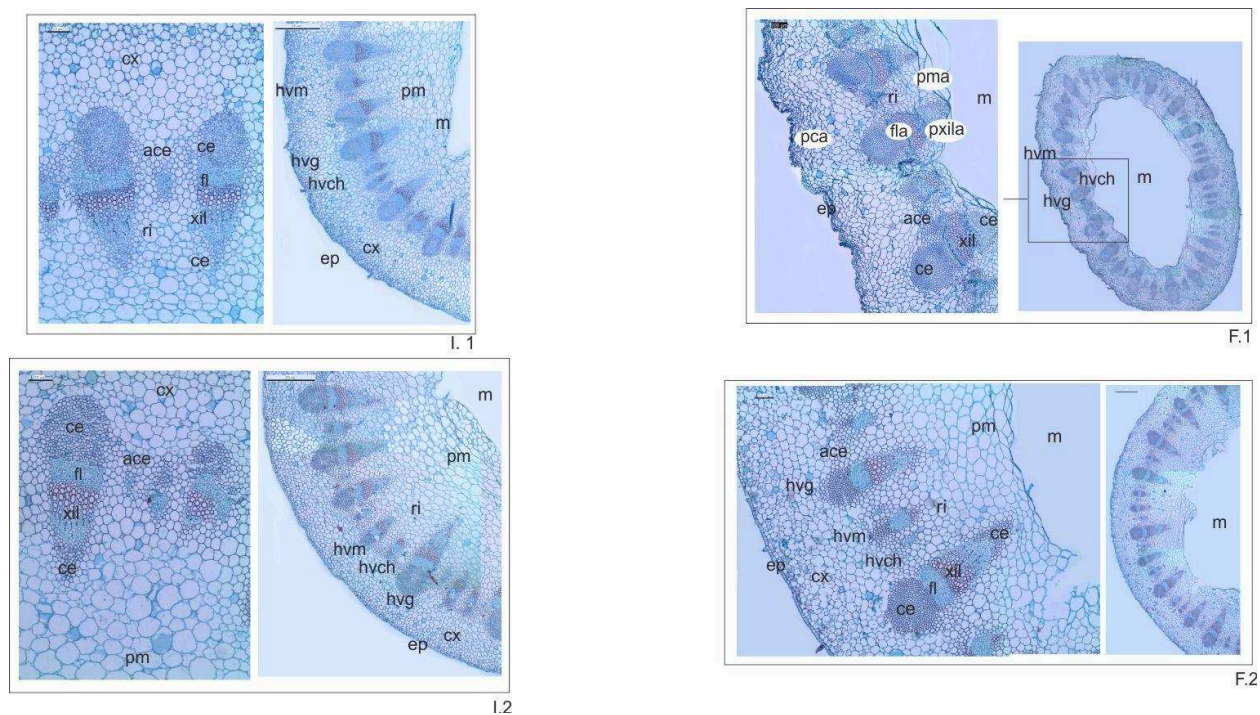 cx
ace
ce
fl
xil
ri
ce
hvm
pm
m
hvg
hvch
cx
ep
I. 1
pma
m
ri
pca
fla
pxila
ep
ace
ce
xil
ce
hvm
hvch
m
hvg
F.1
cx
ce
ace
fl
xil
ce
pm
m
pm
ri
hvm
hvch
hvg
cx
ep
I.2
pm
m
ace
hvg
ri
hvm
ce
hvch
xil
ep
cx
fl
ce
m
F.2